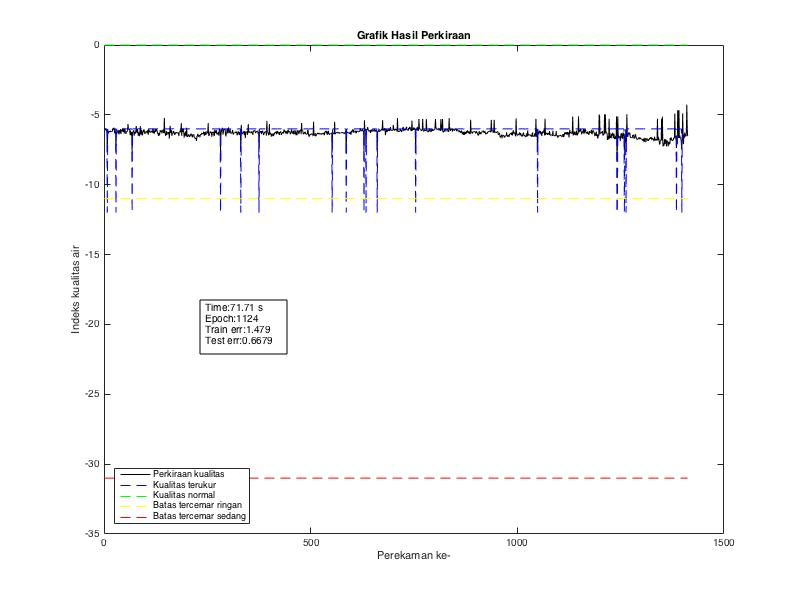 Grafik Hasil Perkiraan
0
-5
-10
-15
-20
-25
-30
-35
Indeks kualitas air
Time:71.71 s
Epoch:1124
Train err:1.479
Test err:0.6679
Perkiraan kualitas
Kualitas terukur
Kualitas normal
Batas tercemar ringan
Batas tercemar sedang
0
500
1000
1500
Perekaman ke-